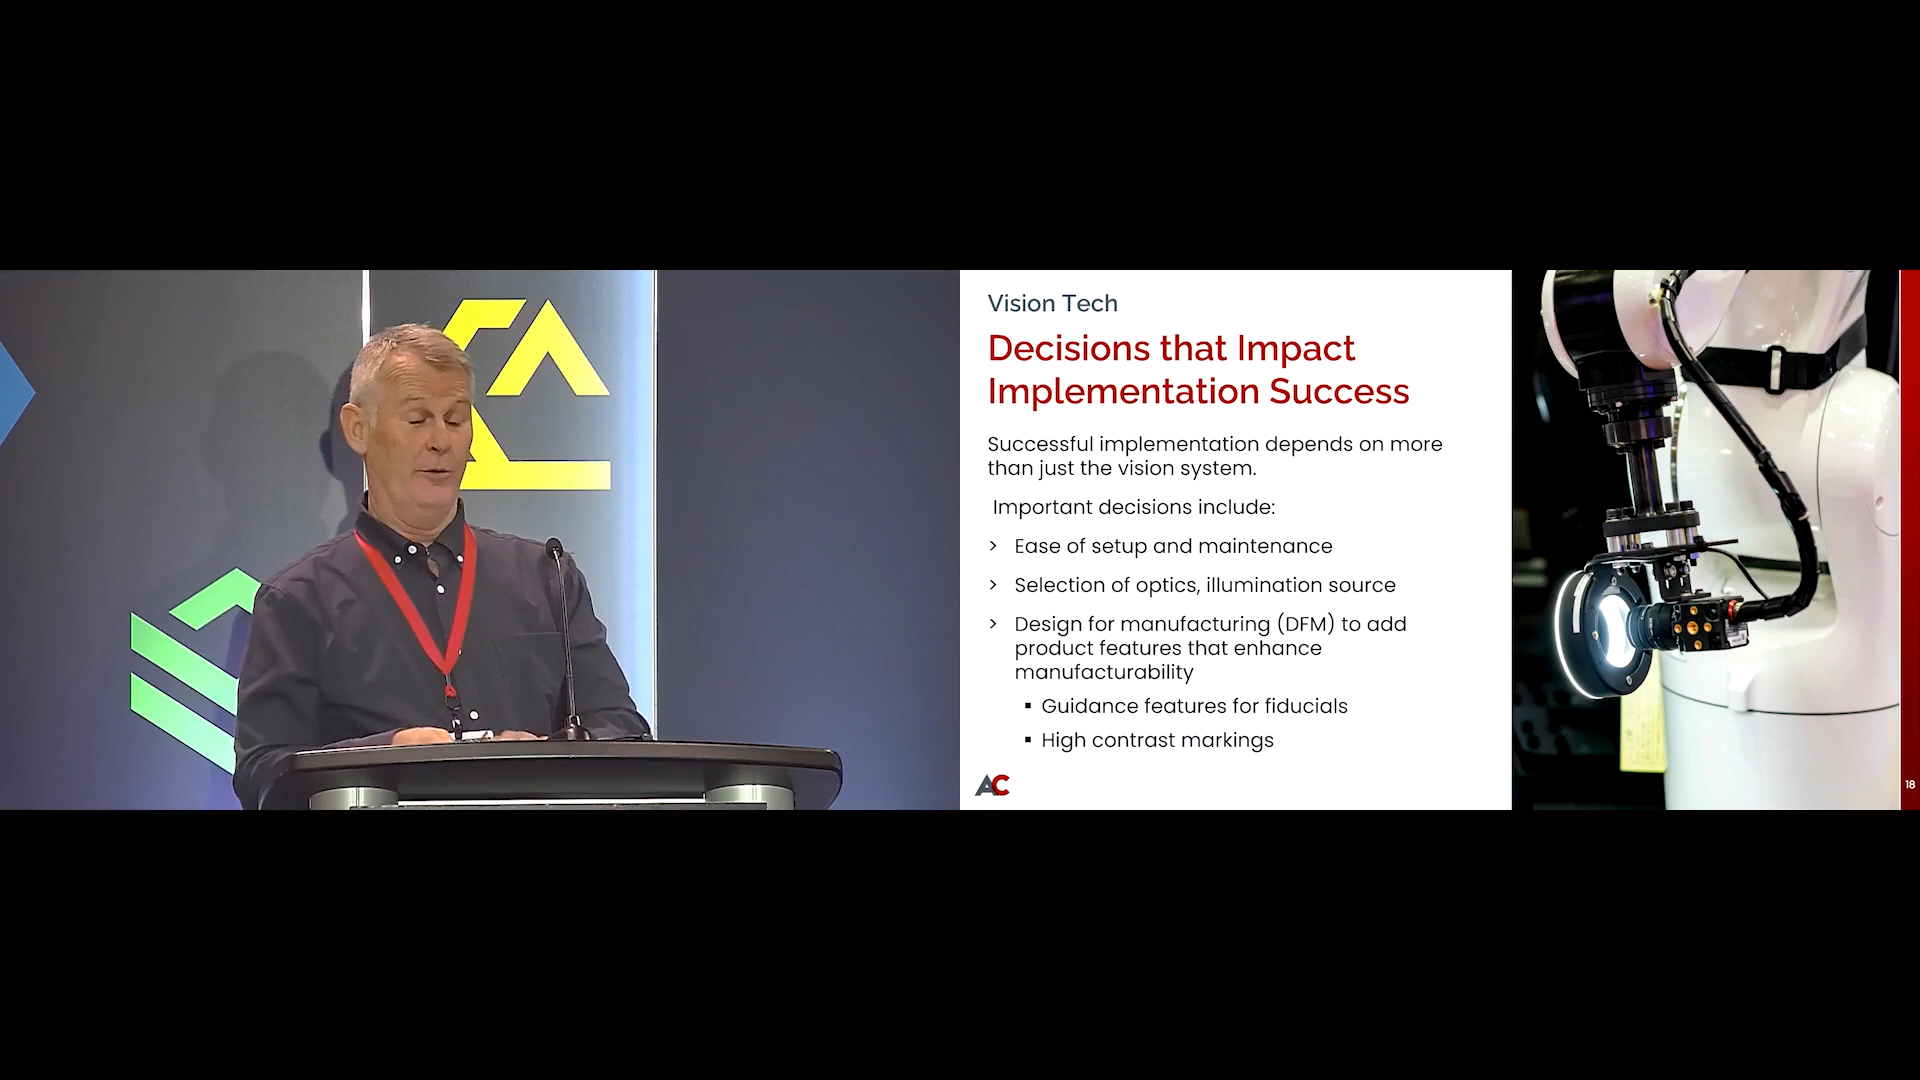 Vision Tech
Decisions that Impact
Implementation Success
Successful implementation depends on more
than just the vision system.
Important decisions include:
> Ease of setup and maintenance
> Selection of optics, illumination source
> Design for manufacturing (DFM) to add
product features that enhance
manufacturability
▪ Guidance features for fiducials
▪ High contrast markings
AC
18